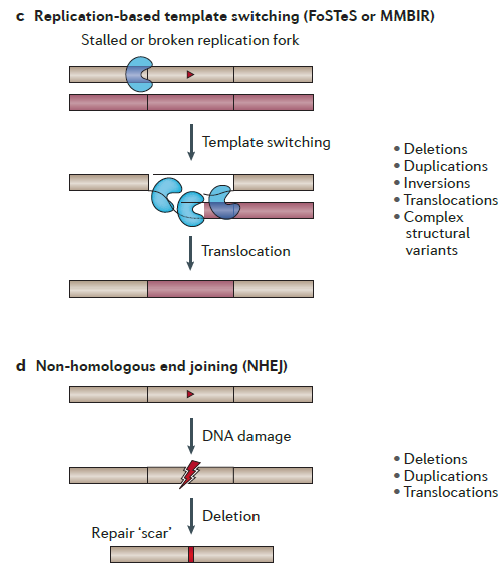 c Replication-based template switching (FoSTeS or MMBIR)
Stalled or broken replication fork
Template switching
• Deletions
• Duplications
• Inversions
• Translocations
• Complex
structural
variants
Translocation
d Non-homologous end joining (NHEJ)
DNA damage
• Deletions
• Duplications
• Translocations
Deletion
Repair ‘scar’